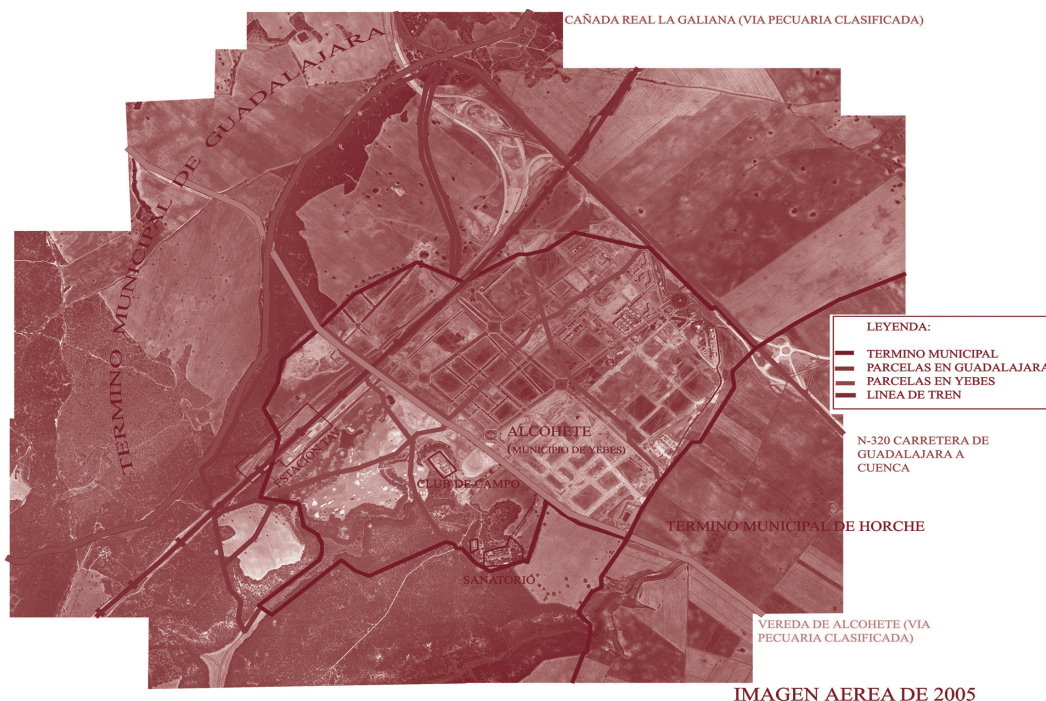 CAÑADA REAL LA GALIANA (VIA PECUARIA CLASIFICADA)
TERMINO MUNICIPAL DE GUADALAJARA
LEYENDA:
TERMINO MUNICIPAL
PARCELAS EN GUADALAJARA
PARCELAS EN YEBES
LINEA DE TREN
ALCOHETE
(MUNICIPIO DE YEBES)
ESTACION TAV
CLUB DE CAMPO
N-320 CARRETERA DE
GUADALAJARA A
CUENCA
TERMINO MUNICIPAL DE HORCHE
SANATORIO
VEREDA DE ALCOHETE (VIA
PECUARIA CLASIFICADA)
IMAGEN AEREA DE 2005